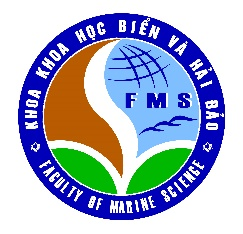 KHOA KHOA HỌC BIỂN VÀ HẢI ĐẢO
FMS
FACULTY OF MARINE SCIENCE